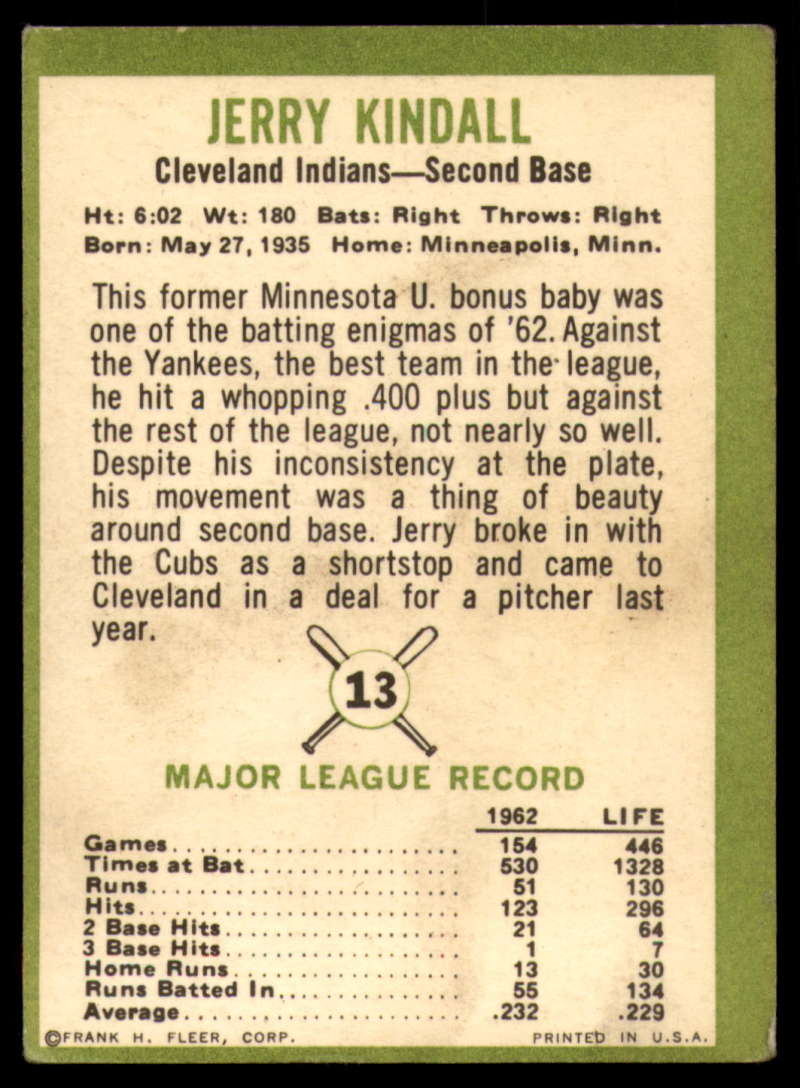 JERRY KINDALL
Cleveland Indians—Second Base
Ht: 6:02 Wt: 180 Bats: Right Throws: Right
Born: May 27, 1935 Home: Minneapolis, Minn.
This former Minnesota U. bonus baby was
one of the batting enigmas of '62. Against
the Yankees, the best team in the league,
he hit a whopping .400 plus but against
the rest of the league, not nearly so well.
Despite his inconsistency at the plate,
his movement was a thing of beauty
around second base. Jerry broke in with
the Cubs as a shortstop and came to
Cleveland in a deal for a pitcher last
year.
13
MAJOR LEAGUE RECORD
1962 LIFE
Games 154 446
Times at Bat 530 1328
Runs 51 130
Hits 123 296
2 Base Hits 21 64
3 Base Hits 1 7
Home Runs 13 30
Runs Batted In 55 134
Average .232 .229
©FRANK H. FLEER, CORP. PRINTED IN U.S.A.